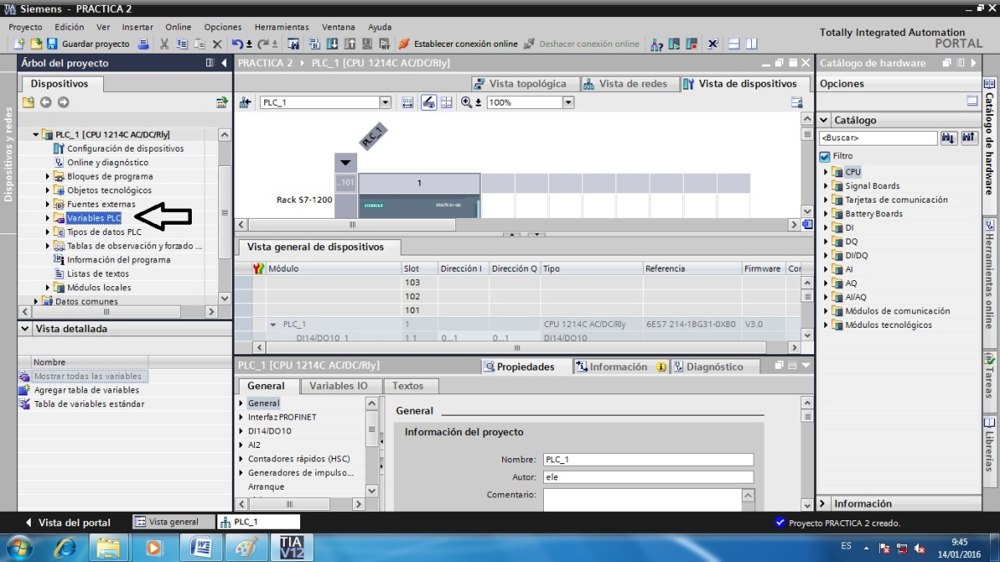 TIA V12 Siemens - PRACTICA 2
Proyecto Edición Ver Insertar Online Opciones Herramientas Ventana Ayuda
Totally Integrated Automation
PORTAL
Guardar proyecto Establecer conexión online Deshacer conexión online
Árbol del proyecto
Dispositivos
Dispositivos y redes
PLC_1 [CPU 1214C AC/DC/Rly]
Configuración de dispositivos
Online y diagnóstico
Bloques de programa
Objetos tecnológicos
Fuentes externas
Variables PLC
Tipos de datos PLC
Tablas de observación y forzado ...
Información del programa
Listas de textos
Módulos locales
Datos comunes
Vista detallada
Nombre
Mostrar todas las variables
Agregar tabla de variables
Tabla de variables estándar
PRACTICA 2 PLC_1 [CPU 1214C AC/DC/Rly]
Vista topológica Vista de redes Vista de dispositivos
PLC_1 100%
PLC_1
...101 1
Rack S7-1200
SIEMENS
Vista general de dispositivos
Módulo Slot Dirección I Dirección Q Tipo Referencia Firmware
103
102
101
PLC_1 1 CPU 1214C AC/DC/Rly 6ES7 214-1BG31-0XB0 V3.0
DI14/DO10_1 1 1 0...1 0...1 DI14/DO10
PLC_1 [CPU 1214C AC/DC/Rly]
Propiedades Información Diagnóstico
General Variables IO Textos
General
Interfaz PROFINET
DI14/DO10
AI2
Contadores rápidos (HSC)
Generadores de impulso...
Arranque
General
Información del proyecto
Nombre: PLC_1
Autor: ele
Comentario:
Catálogo de hardware
Opciones
Catálogo
<Buscar>
Filtro
CPU
Signal Boards
Tarjetas de comunicación
Battery Boards
DI
DQ
DI/DQ
AI
AQ
AI/AQ
Módulos de comunicación
Módulos tecnológicos
Información
Catálogo de hardware
Herramientas online
Tareas
Librerías
Vista del portal Vista general PLC_1 Proyecto PRACTICA 2 creado.
TIA V12
ES
9:45
14/01/2016